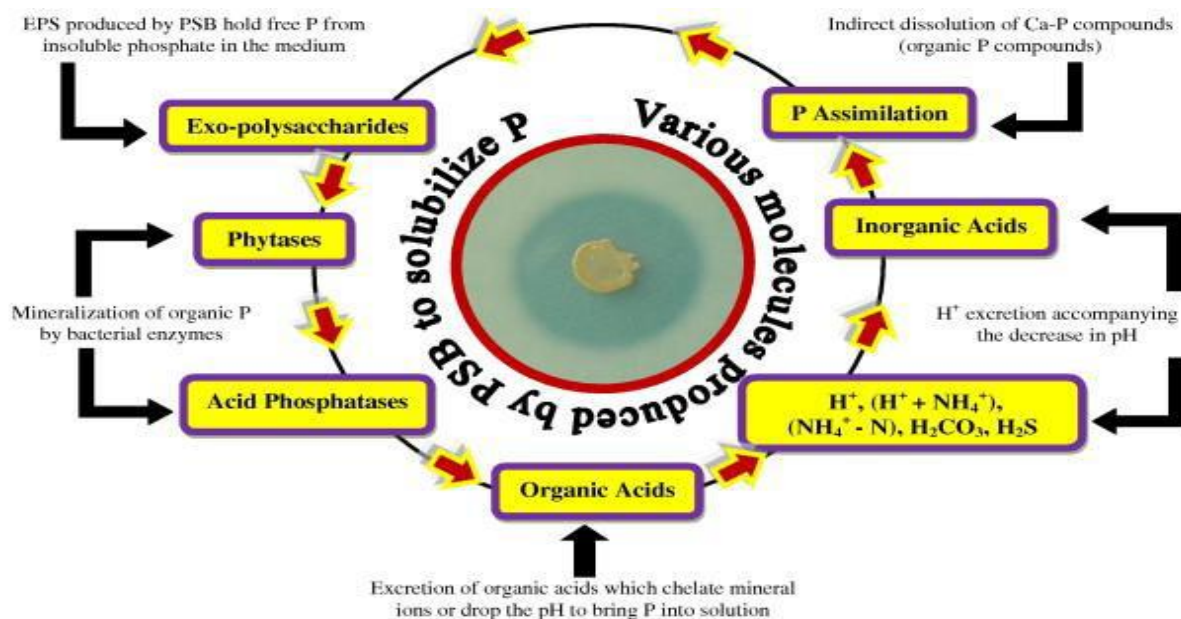 EPS produced by PSB hold free P from
insoluble phosphate in the medium
Indirect dissolution of Ca-P compounds
(organic P compounds)
Exo-polysaccharides
P Assimilation
Various molecules produced by PSB to solubilize P
Phytases
Inorganic Acids
Mineralization of organic P
by bacterial enzymes
H⁺ excretion accompanying
the decrease in pH
Acid Phosphatases
H⁺, (H⁺ + NH₄⁺),
(NH₄⁺ - N), H₂CO₃, H₂S
Organic Acids
Excretion of organic acids which chelate mineral
ions or drop the pH to bring P into solution